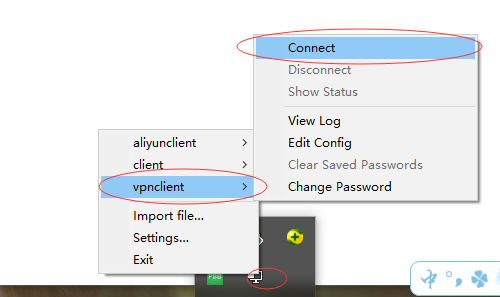 Connect
Disconnect
Show Status
View Log
Edit Config
Clear Saved Passwords
Change Password
aliyunclient
client
vpnclient
Import file...
Settings...
Exit